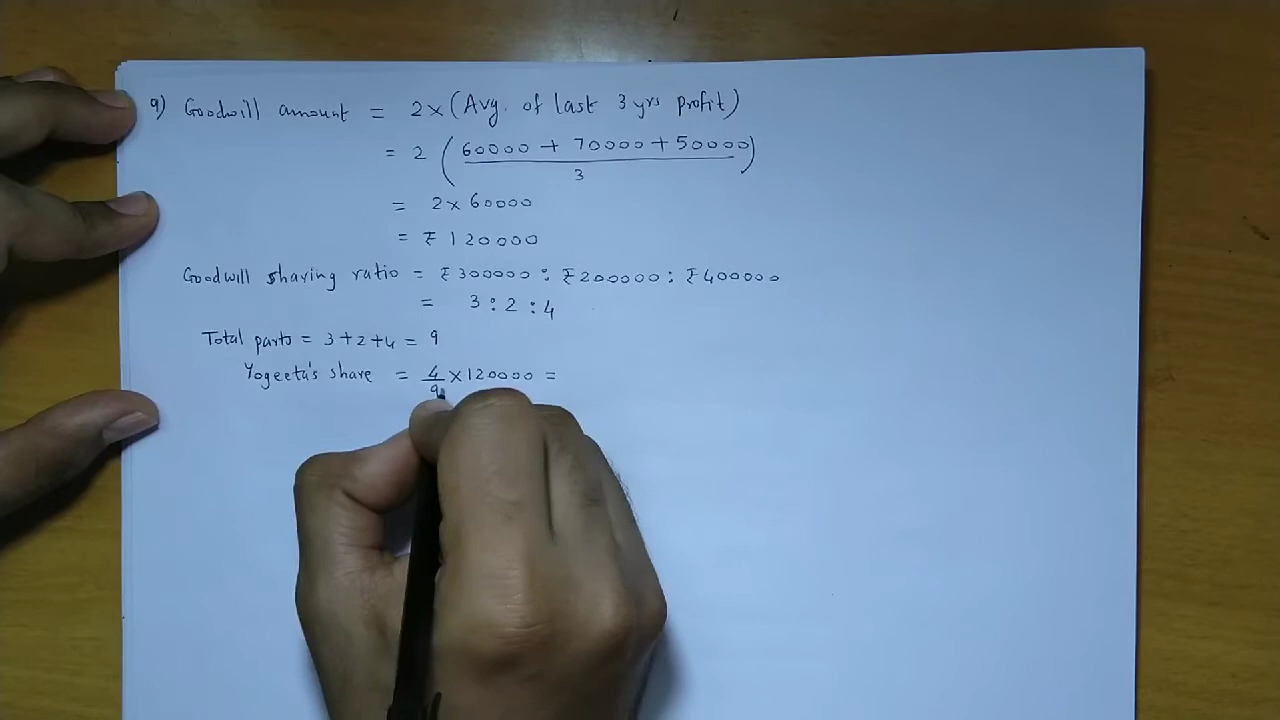 9) Goodwill amount = 2×(Avg. of last 3 yrs profit)
= 2 (60000 + 70000 + 50000)
3
= 2×60000
= ₹120000
Goodwill sharing ratio = ₹300000 : ₹200000 : ₹400000
= 3:2:4
Total parts = 3+2+4 = 9
Yogeeta's share = 4/9 ×120000 =